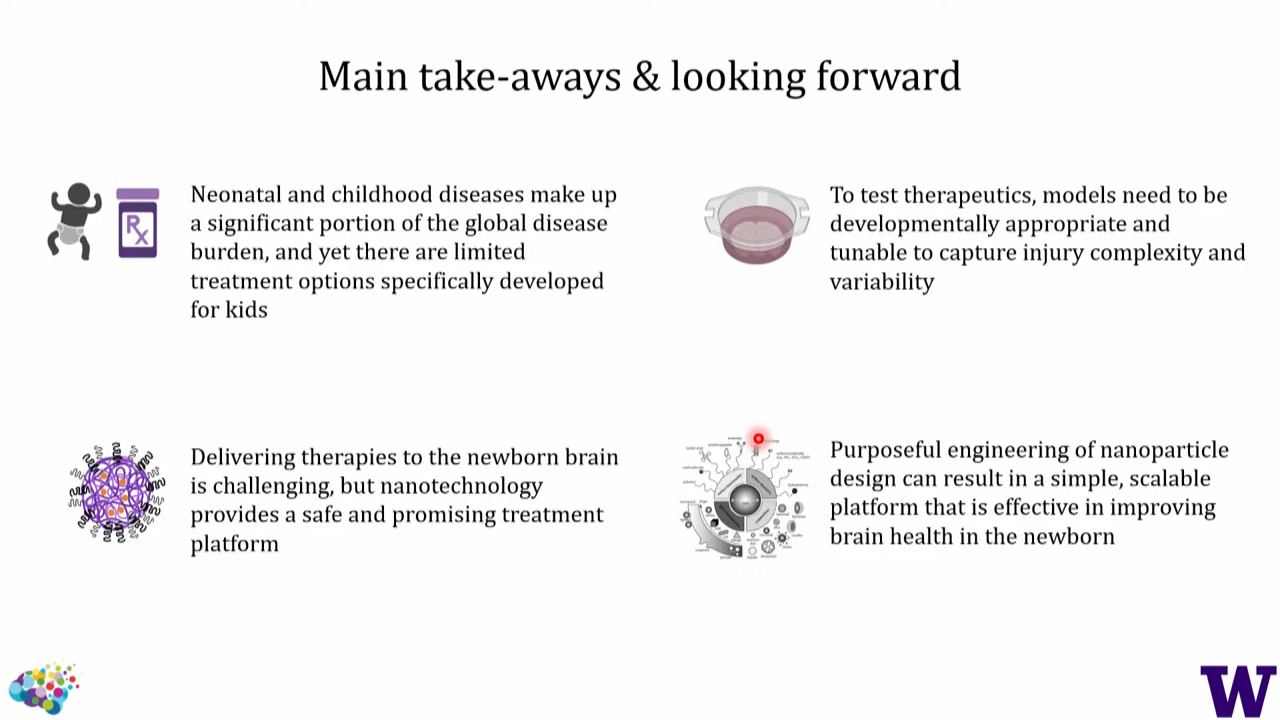 Main take-aways & looking forward
Neonatal and childhood diseases make up
a significant portion of the global disease
burden, and yet there are limited
treatment options specifically developed
for kids
Rx
To test therapeutics, models need to be
developmentally appropriate and
tunable to capture injury complexity and
variability
Delivering therapies to the newborn brain
is challenging, but nanotechnology
provides a safe and promising treatment
platform
Purposeful engineering of nanoparticle
design can result in a simple, scalable
platform that is effective in improving
brain health in the newborn
W